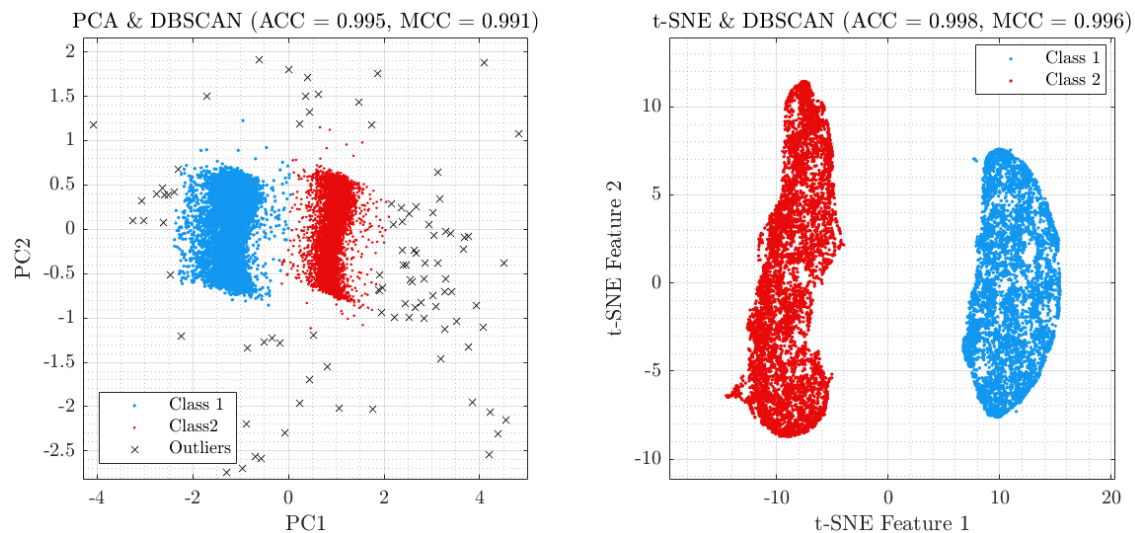 PCA & DBSCAN (ACC = 0.995, MCC = 0.991)
2
1.5
1
0.5
0
-0.5
-1
-1.5
-2
-2.5
PC2
-4
-2
0
2
4
PC1
Class 1
Class2
Outliers
t-SNE & DBSCAN (ACC = 0.998, MCC = 0.996)
10
5
0
-5
-10
t-SNE Feature 2
-10
0
10
20
t-SNE Feature 1
Class 1
Class 2